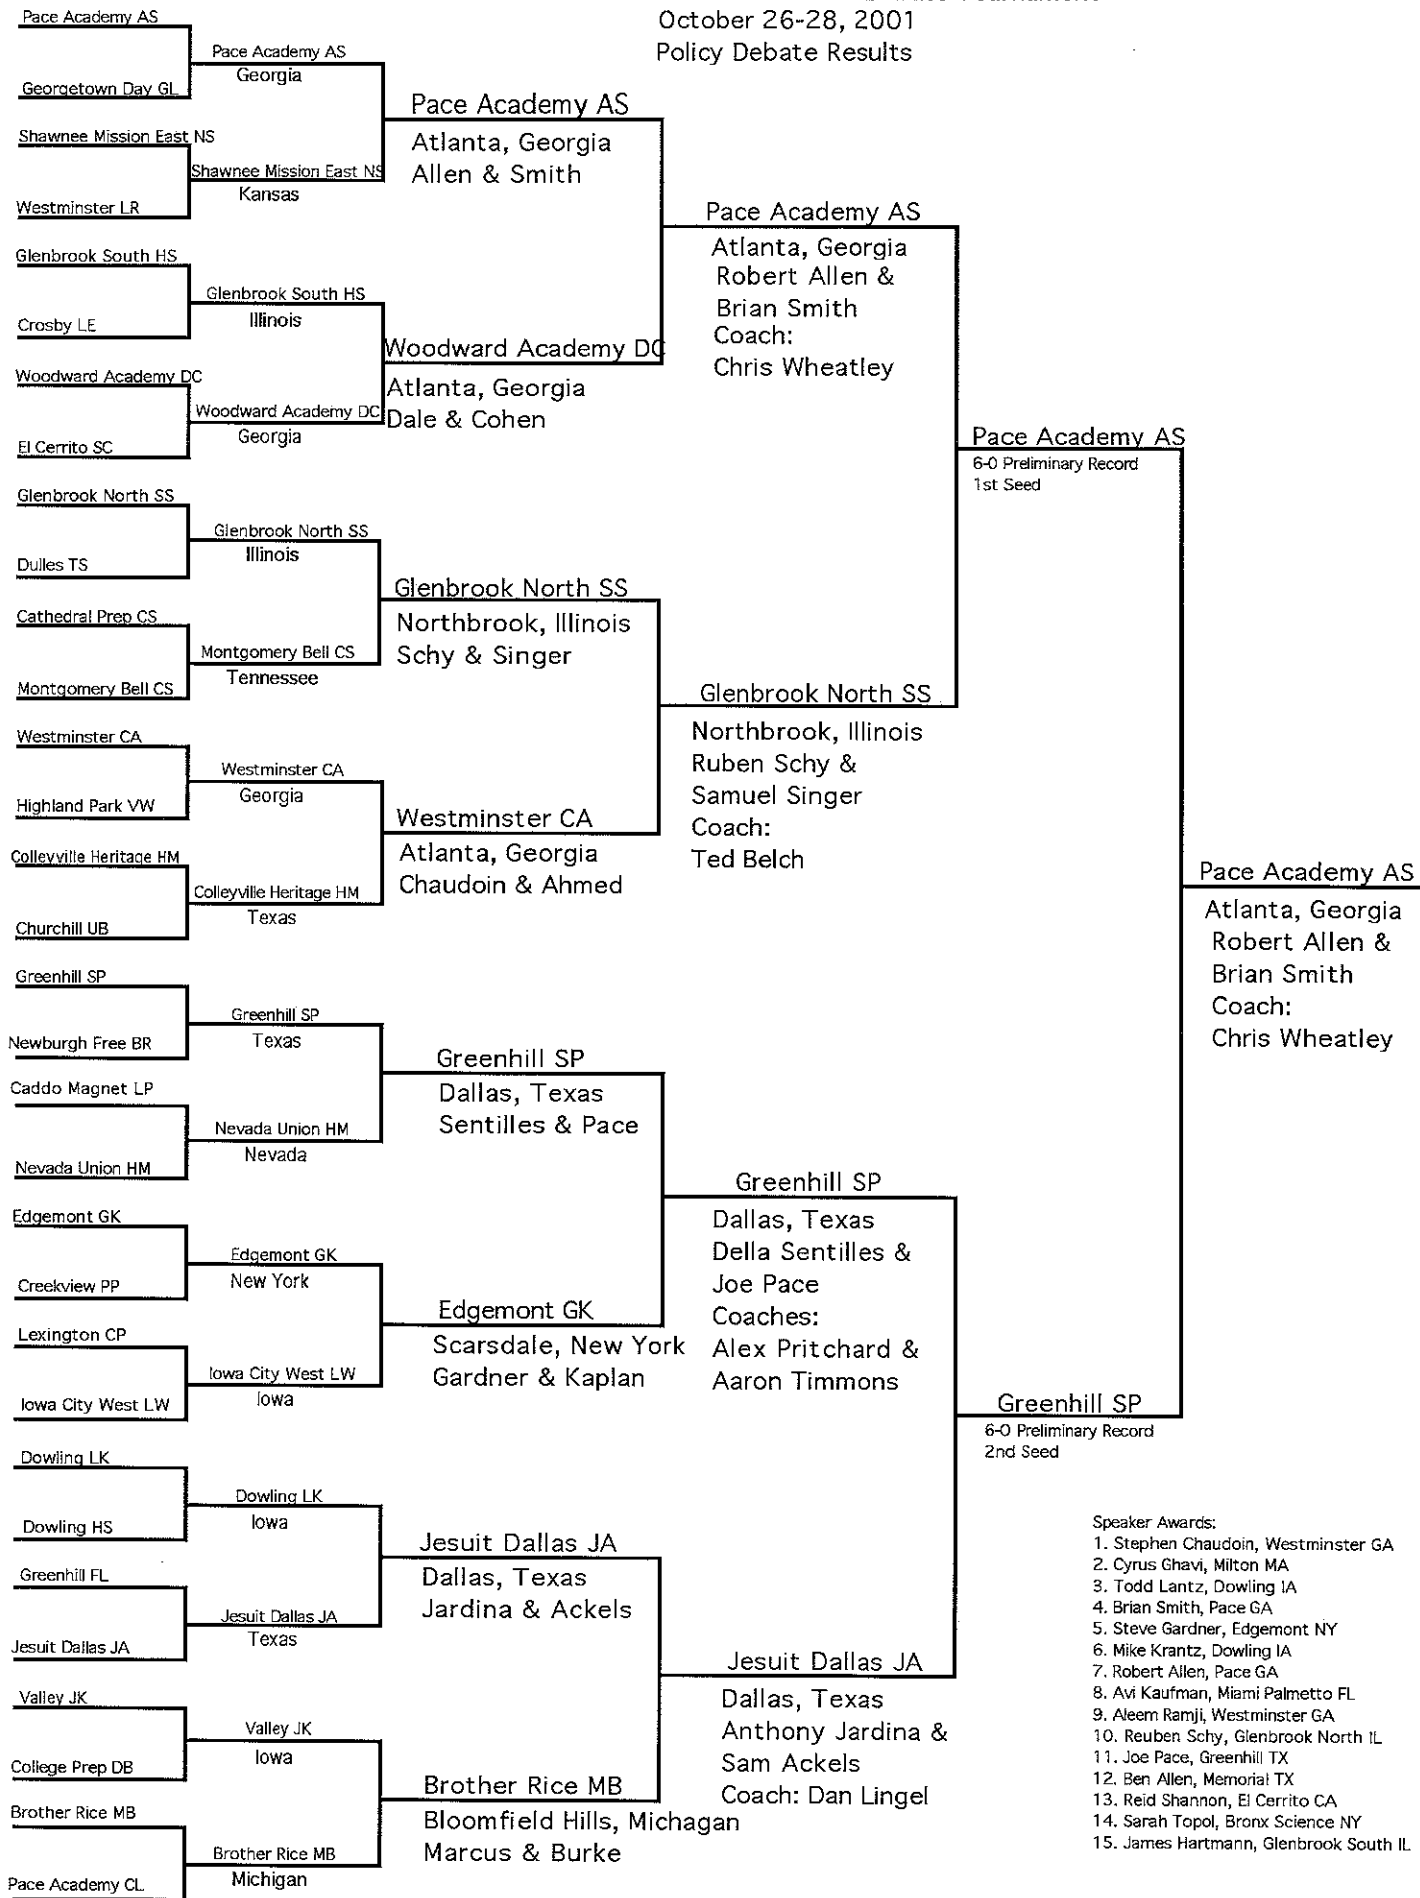 October 26-28, 2001
Policy Debate Results
Pace Academy AS
Georgetown Day GL
Shawnee Mission East NS
Westminster LR
Glenbrook South HS
Crosby LE
Woodward Academy DC
El Cerrito SC
Glenbrook North SS
Dulles TS
Cathedral Prep CS
Montgomery Bell CS
Westminster CA
Highland Park VW
Colleyville Heritage HM
Churchill UB
Greenhill SP
Newburgh Free BR
Caddo Magnet LP
Nevada Union HM
Edgemont GK
Creekview PP
Lexington CP
Iowa City West LW
Dowling LK
Dowling HS
Greenhill FL
Jesuit Dallas JA
Valley JK
College Prep DB
Brother Rice MB
Pace Academy CL
Pace Academy AS
Georgia
Shawnee Mission East NS
Kansas
Glenbrook South HS
Illinois
Woodward Academy DC
Georgia
Glenbrook North SS
Illinois
Montgomery Bell CS
Tennessee
Westminster CA
Georgia
Colleyville Heritage HM
Texas
Greenhill SP
Texas
Nevada Union HM
Nevada
Edgemont GK
New York
Iowa City West LW
Iowa
Dowling LK
Iowa
Jesuit Dallas JA
Texas
Valley JK
Iowa
Brother Rice MB
Michigan
Pace Academy AS
Atlanta, Georgia
Allen & Smith
Woodward Academy DC
Atlanta, Georgia
Dale & Cohen
Glenbrook North SS
Northbrook, Illinois
Schy & Singer
Westminster CA
Atlanta, Georgia
Chaudoin & Ahmed
Greenhill SP
Dallas, Texas
Sentilles & Pace
Edgemont GK
Scarsdale, New York
Gardner & Kaplan
Jesuit Dallas JA
Dallas, Texas
Jardina & Ackels
Brother Rice MB
Bloomfield Hills, Michagan
Marcus & Burke
Pace Academy AS
Atlanta, Georgia
Robert Allen &
Brian Smith
Coach:
Chris Wheatley
Glenbrook North SS
Northbrook, Illinois
Ruben Schy &
Samuel Singer
Coach:
Ted Belch
Greenhill SP
Dallas, Texas
Della Sentilles &
Joe Pace
Coaches:
Alex Pritchard &
Aaron Timmons
Jesuit Dallas JA
Dallas, Texas
Anthony Jardina &
Sam Ackels
Coach: Dan Lingel
Pace Academy AS
6-0 Preliminary Record
1st Seed
Greenhill SP
6-0 Preliminary Record
2nd Seed
Pace Academy AS
Atlanta, Georgia
Robert Allen &
Brian Smith
Coach:
Chris Wheatley
Speaker Awards:
1. Stephen Chaudoin, Westminster GA
2. Cyrus Ghavi, Milton MA
3. Todd Lantz, Dowling IA
4. Brian Smith, Pace GA
5. Steve Gardner, Edgemont NY
6. Mike Krantz, Dowling IA
7. Robert Allen, Pace GA
8. Avi Kaufman, Miami Palmetto FL
9. Aleem Ramji, Westminster GA
10. Reuben Schy, Glenbrook North IL
11. Joe Pace, Greenhill TX
12. Ben Allen, Memorial TX
13. Reid Shannon, El Cerrito CA
14. Sarah Topol, Bronx Science NY
15. James Hartmann, Glenbrook South IL